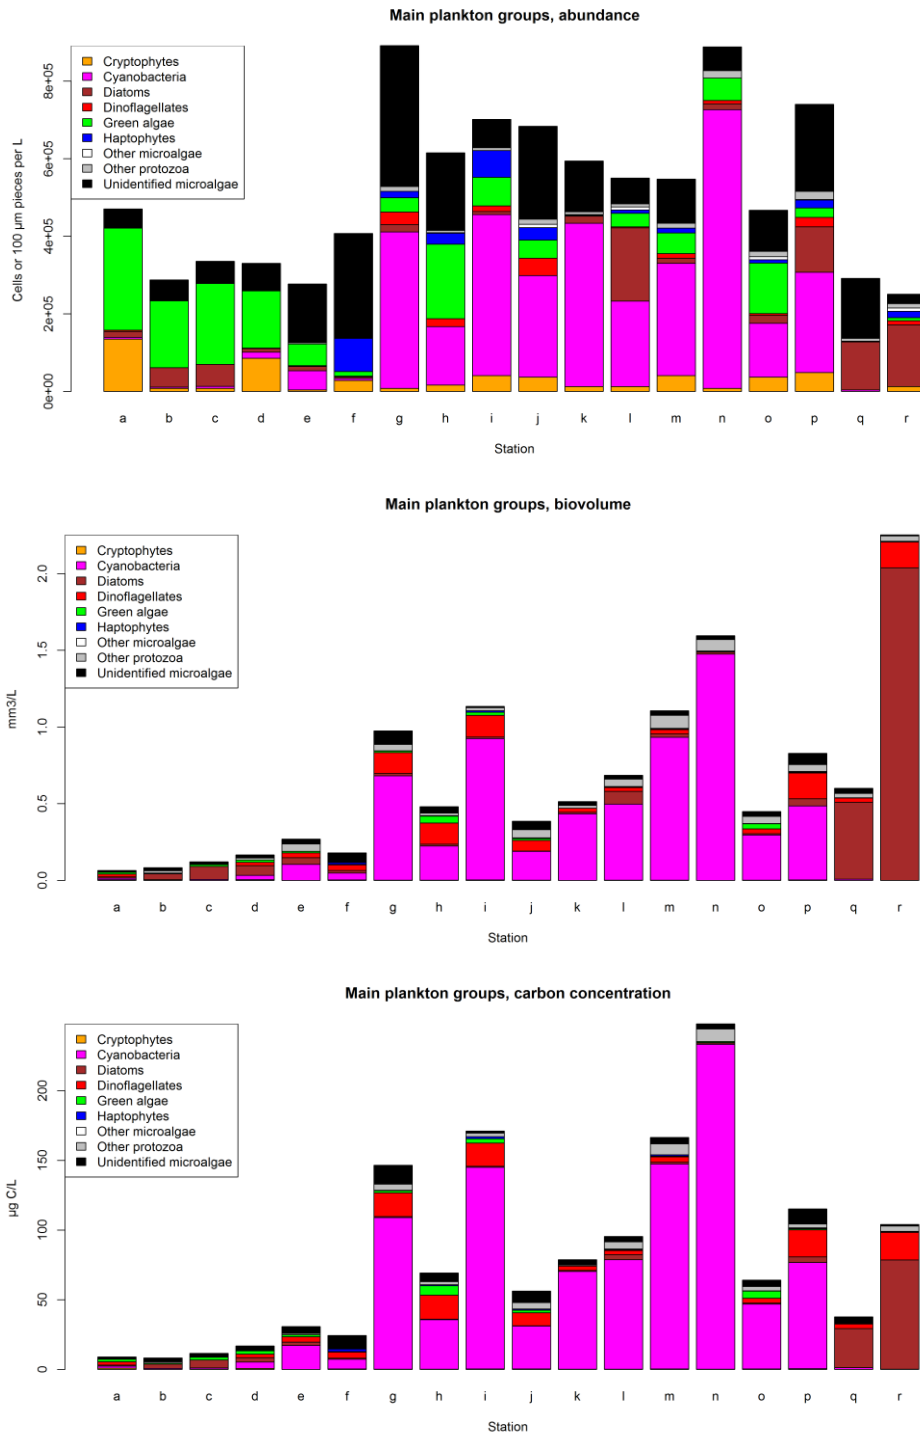 Main plankton groups, abundance
Cryptophytes
Cyanobacteria
Diatoms
Dinoflagellates
Green algae
Haptophytes
Other microalgae
Other protozoa
Unidentified microalgae
Cells or 100 µm pieces per L
8e+05
6e+05
4e+05
2e+05
0e+00
a b c d e f g h i j k l m n o p q r
Station
Main plankton groups, biovolume
Cryptophytes
Cyanobacteria
Diatoms
Dinoflagellates
Green algae
Haptophytes
Other microalgae
Other protozoa
Unidentified microalgae
mm3/L
2.0
1.5
1.0
0.5
0.0
a b c d e f g h i j k l m n o p q r
Station
Main plankton groups, carbon concentration
Cryptophytes
Cyanobacteria
Diatoms
Dinoflagellates
Green algae
Haptophytes
Other microalgae
Other protozoa
Unidentified microalgae
µg C/L
200
150
100
50
0
a b c d e f g h i j k l m n o p q r
Station